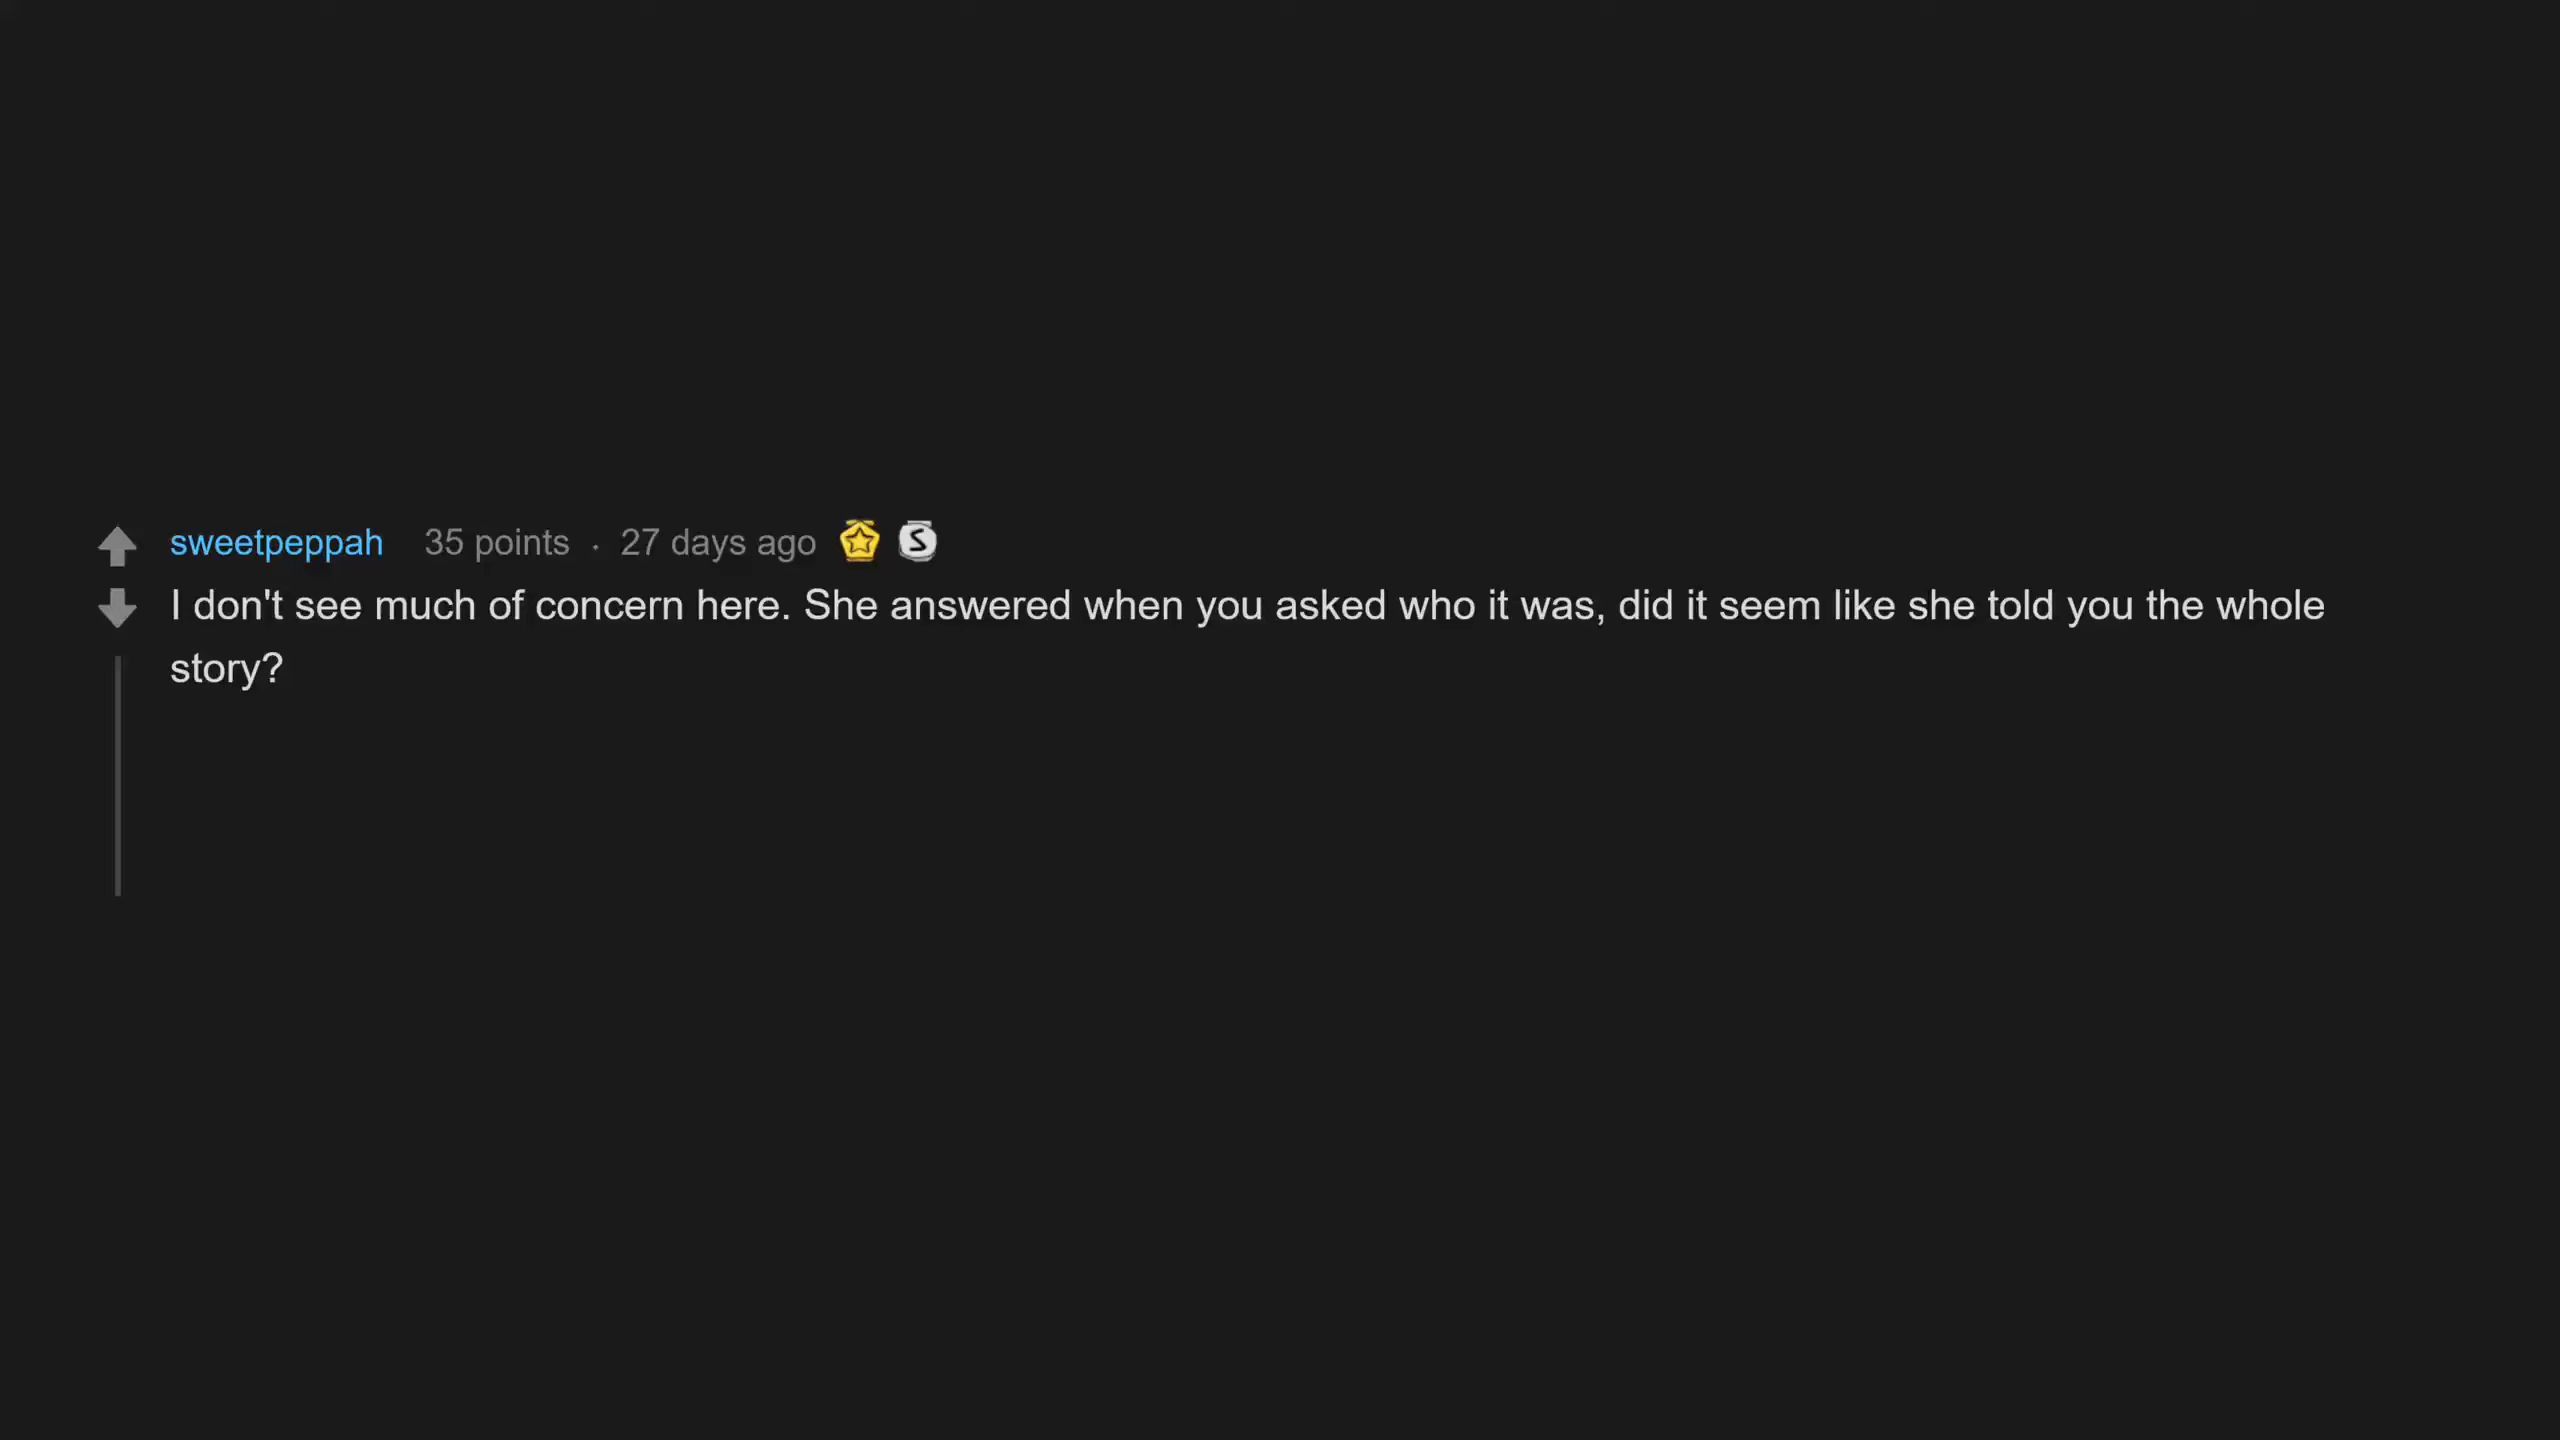 sweetpeppah 35 points · 27 days ago S
I don't see much of concern here. She answered when you asked who it was, did it seem like she told you the whole
story?